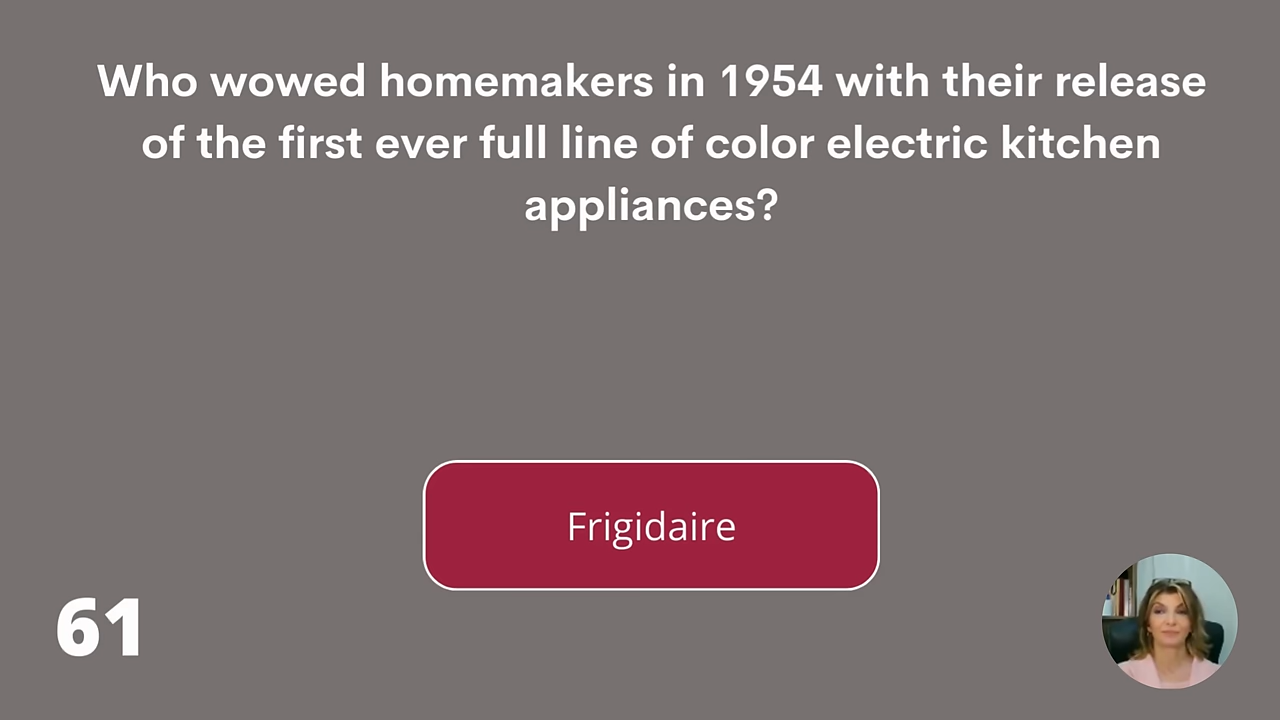 Who wowed homemakers in 1954 with their release
of the first ever full line of color electric kitchen
appliances?
Frigidaire
61